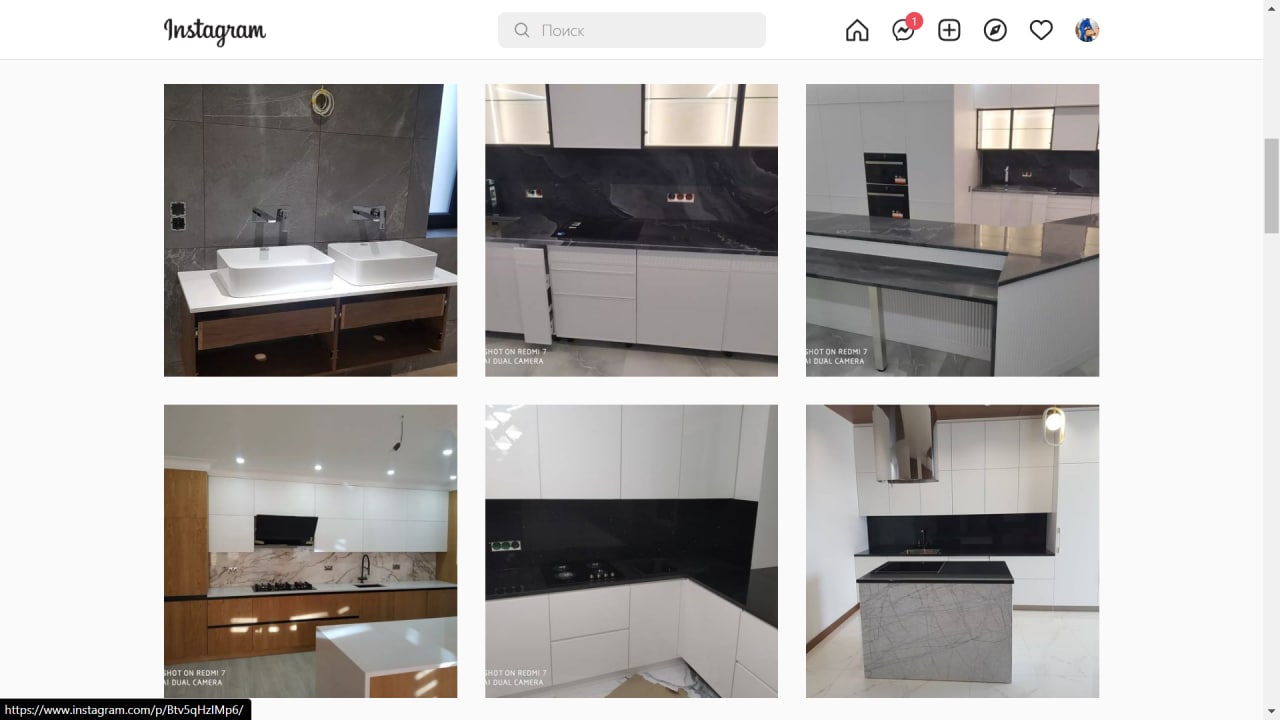 Instagram
Поиск
1
SHOT ON REDMI 7
AI DUAL CAMERA
SHOT ON REDMI 7
AI DUAL CAMERA
SHOT ON REDMI 7
AI DUAL CAMERA
SHOT ON REDMI 7
AI DUAL CAMERA
https://www.instagram.com/p/Btv5qHzlMp6/